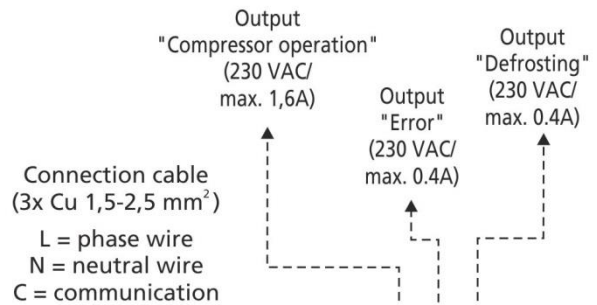 Output
"Compressor operation"
(230 VAC/
max. 1,6A)
Output
"Error"
(230 VAC/
max. 0.4A)
Output
"Defrosting"
(230 VAC/
max. 0.4A)
Connection cable
(3x Cu 1,5-2,5 mm²)
L = phase wire
N = neutral wire
C = communication